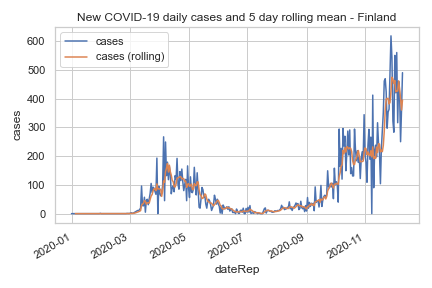 New COVID-19 daily cases and 5 day rolling mean - Finland
cases
cases (rolling)
600
500
400
300
200
100
0
cases
2020-01
2020-03
2020-05
2020-07
2020-09
2020-11
dateRep